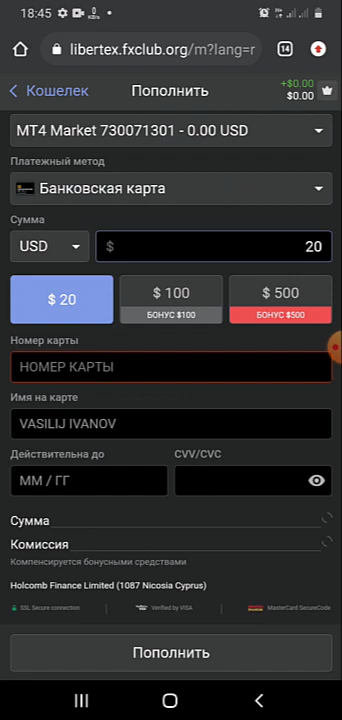 18:45
0 КБ/s
libertex.fxclub.org/m?lang=r
14
Кошелек
Пополнить
+$0.00
$0.00
MT4 Market 730071301 - 0.00 USD
Платежный метод
Банковская карта
Сумма
USD
$
20
$ 20
$ 100
$ 500
БОНУС $100
БОНУС $500
Номер карты
НОМЕР КАРТЫ
Имя на карте
VASILIJ IVANOV
Действительна до
CVV/CVC
ММ / ГГ
Сумма
Комиссия
Компенсируется бонусными средствами
Holcomb Finance Limited (1087 Nicosia Cyprus)
SSL Secure connection
Verified by VISA
MasterCard SecureCode
Пополнить